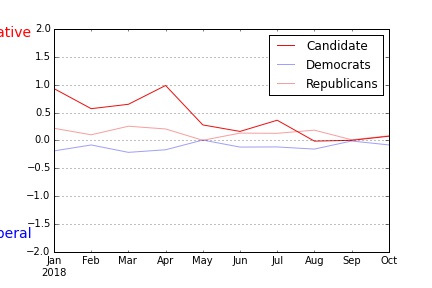 ative
2.0
1.5
1.0
0.5
0.0
−0.5
−1.0
−1.5
−2.0
beral
Candidate
Democrats
Republicans
Jan Feb Mar Apr May Jun Jul Aug Sep Oct
2018